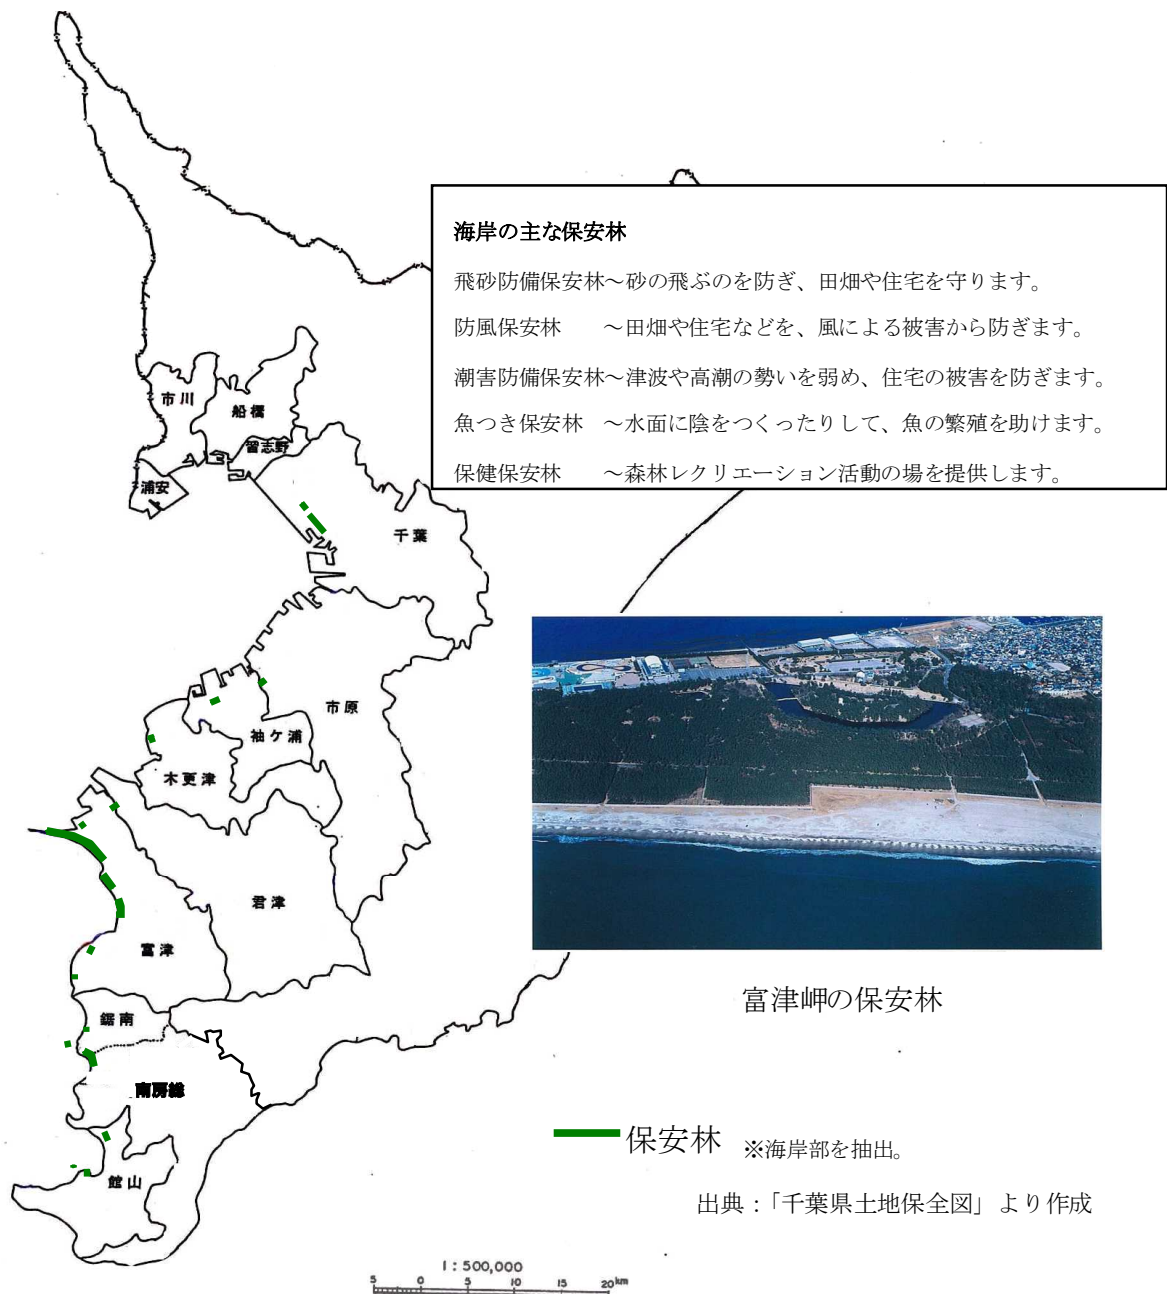 海岸の主な保安林
飛砂防備保安林～砂の飛ぶのを防ぎ、田畑や住宅を守ります。
防風保安林　～田畑や住宅などを、風による被害から防ぎます。
潮害防備保安林～津波や高潮の勢いを弱め、住宅の被害を防ぎます。
魚つき保安林　～水面に陰をつくったりして、魚の繁殖を助けます。
保健保安林　～森林レクリエーション活動の場を提供します。
市川
船橋
習志野
浦安
千葉
市原
袖ケ浦
木更津
君津
富津
鋸南
南房総
館山
富津岬の保安林
保安林 ※海岸部を抽出。
出典：「千葉県土地保全図」より作成
1：500,000
5 0 5 10 15 20km